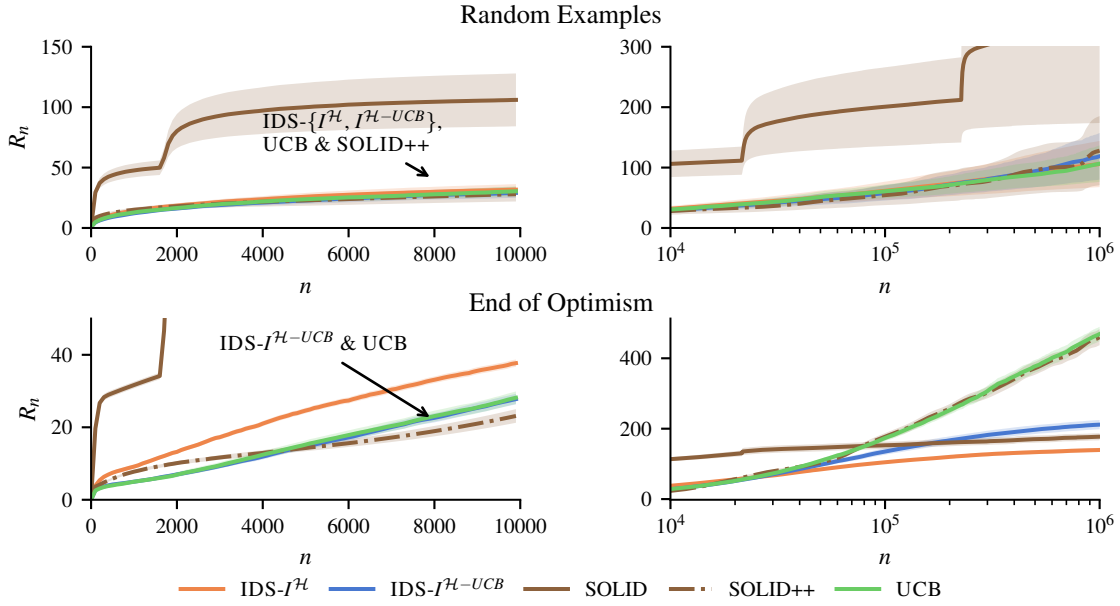 Random Examples
150
100
50
0
R_n
IDS-{I^ℋ, I^{ℋ−UCB}},
UCB & SOLID++
0 2000 4000 6000 8000 10000
n
300
200
100
0
10^4 10^5 10^6
n
End of Optimism
40
20
0
R_n
IDS-I^{ℋ−UCB} & UCB
0 2000 4000 6000 8000 10000
n
400
200
0
10^4 10^5 10^6
n
IDS-I^ℋ IDS-I^{ℋ−UCB} SOLID SOLID++ UCB